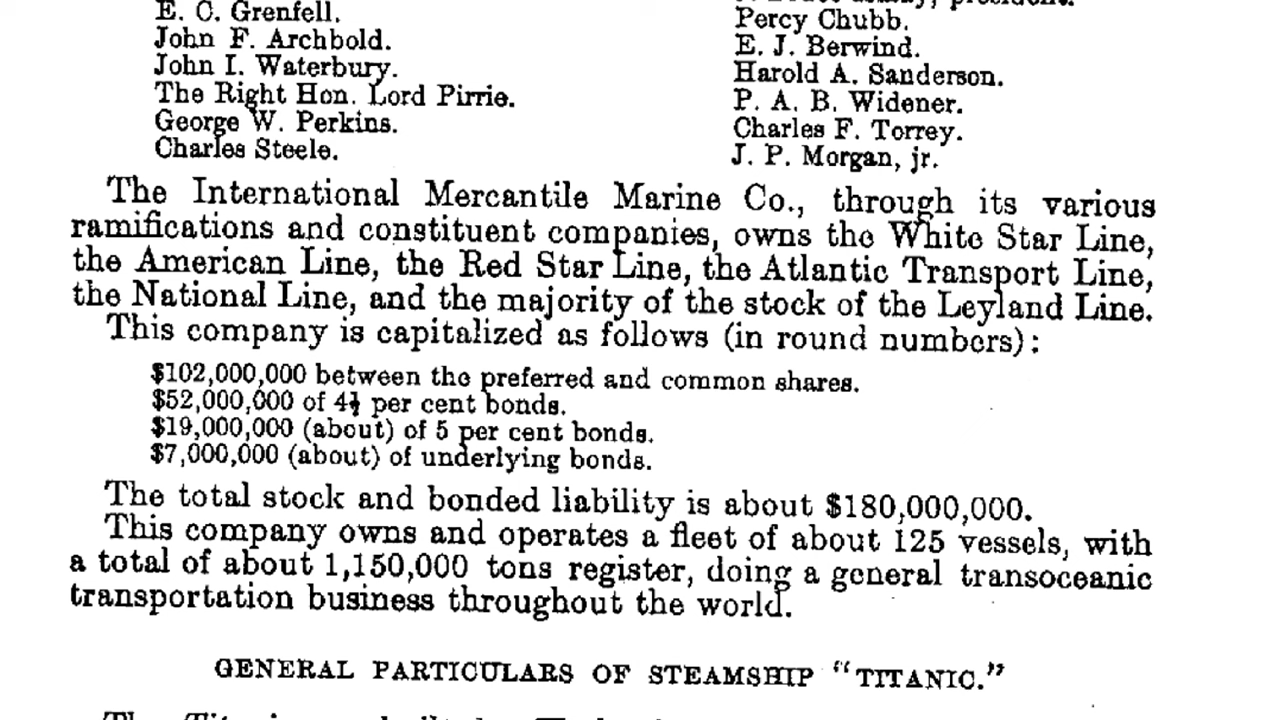 E. C. Grenfell.
John F. Archbold.
John I. Waterbury.
The Right Hon. Lord Pirrie.
George W. Perkins.
Charles Steele.
president.
Percy Chubb.
E. J. Berwind.
Harold A. Sanderson.
P. A. B. Widener.
Charles F. Torrey.
J. P. Morgan, jr.
The International Mercantile Marine Co., through its various
ramifications and constituent companies, owns the White Star Line,
the American Line, the Red Star Line, the Atlantic Transport Line,
the National Line, and the majority of the stock of the Leyland Line.
This company is capitalized as follows (in round numbers):
$102,000,000 between the preferred and common shares.
$52,000,000 of 4½ per cent bonds.
$19,000,000 (about) of 5 per cent bonds.
$7,000,000 (about) of underlying bonds.
The total stock and bonded liability is about $180,000,000.
This company owns and operates a fleet of about 125 vessels, with
a total of about 1,150,000 tons register, doing a general transoceanic
transportation business throughout the world.
GENERAL PARTICULARS OF STEAMSHIP "TITANIC."